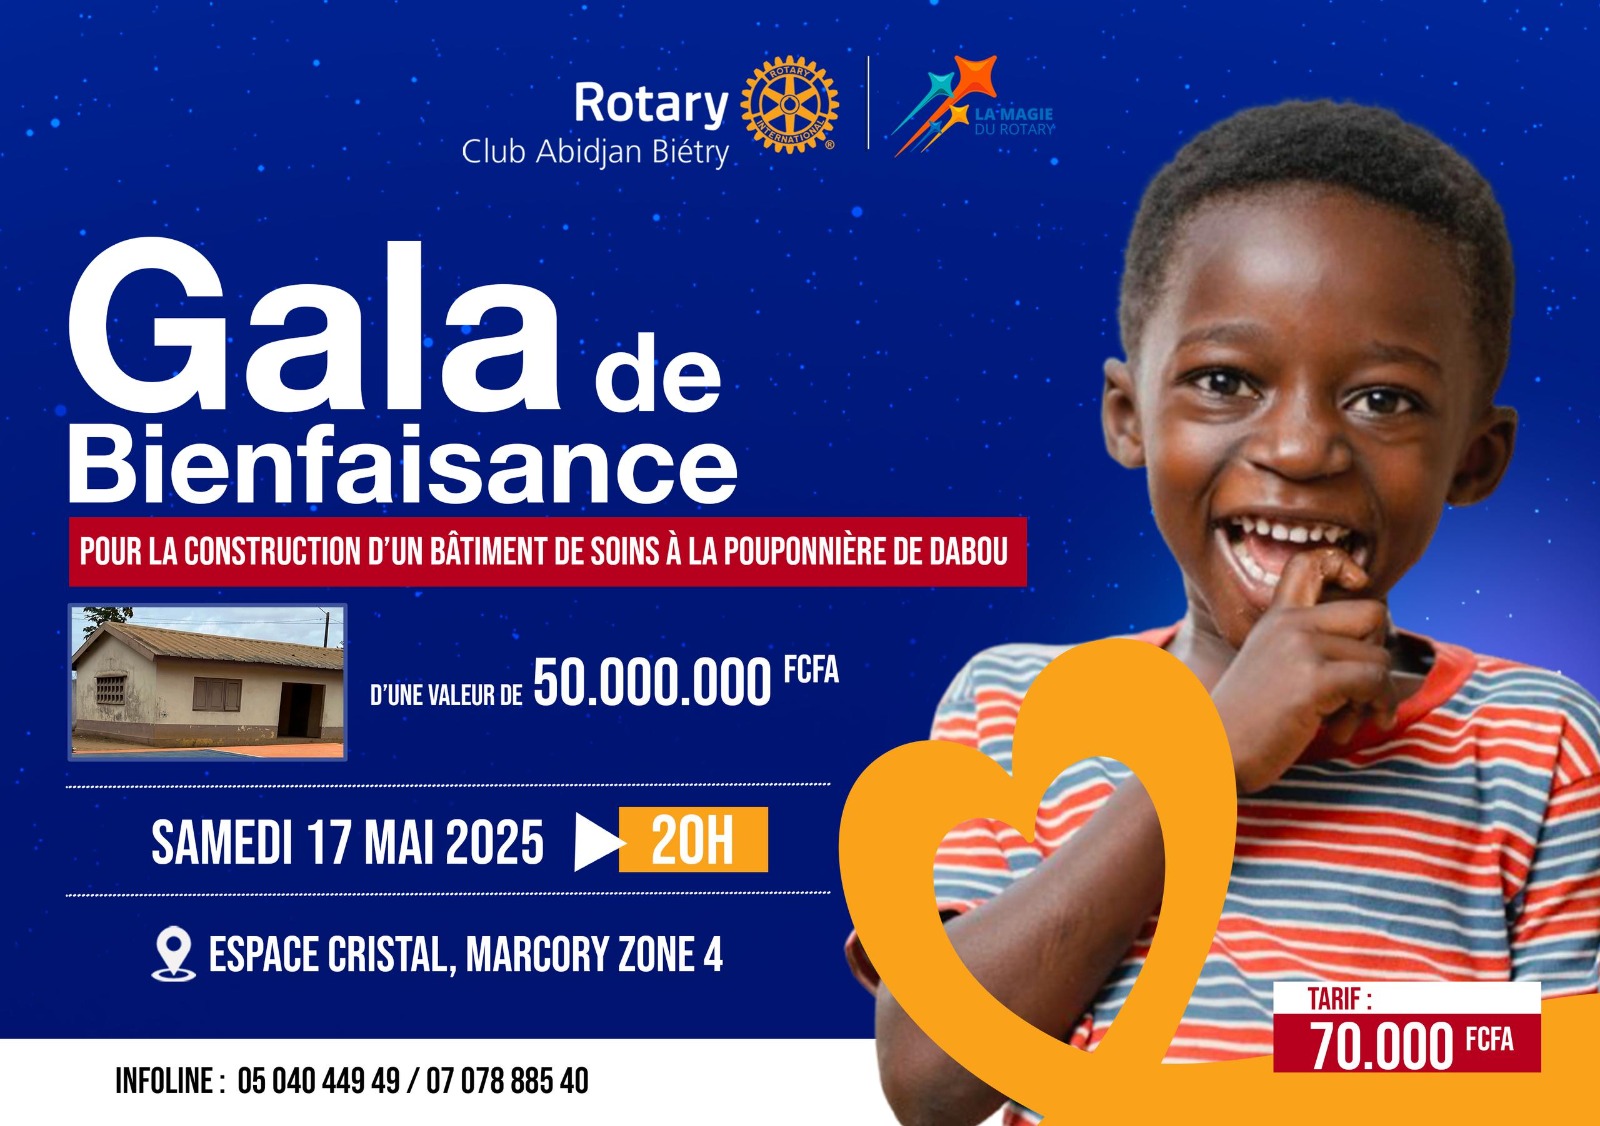 Rotary
Club Abidjan Biétry
ROTARY
INTERNATIONAL
®
LA MAGIE
DU ROTARY
Gala de
Bienfaisance
POUR LA CONSTRUCTION D'UN BÂTIMENT DE SOINS À LA POUPONNIÈRE DE DABOU
D'UNE VALEUR DE 50.000.000 FCFA
SAMEDI 17 MAI 2025 20H
ESPACE CRISTAL, MARCORY ZONE 4
TARIF :
70.000 FCFA
INFOLINE : 05 040 449 49 / 07 078 885 40